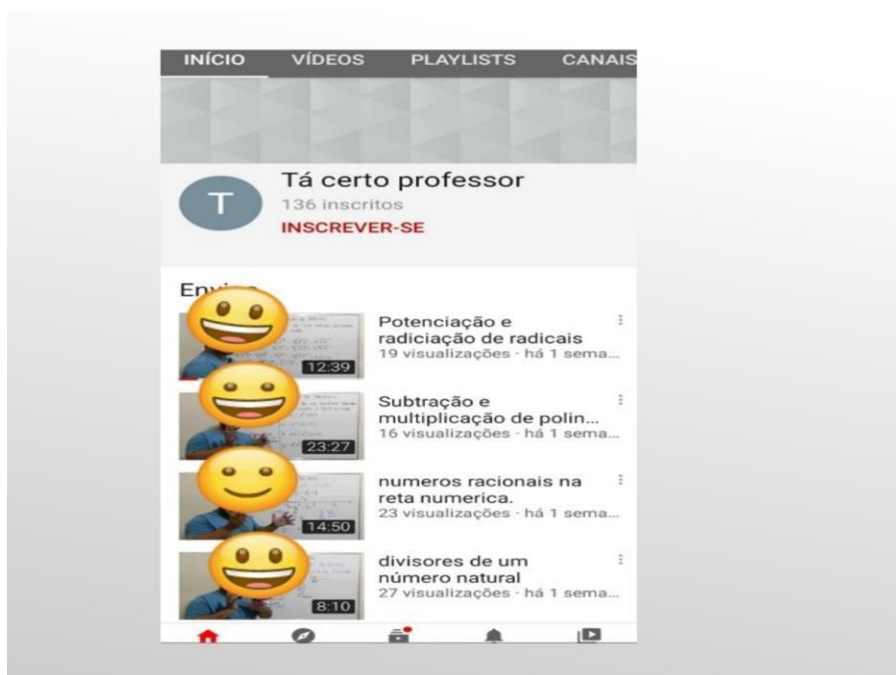 INÍCIO VÍDEOS PLAYLISTS CANAIS
T
Tá certo professor
136 inscritos
INSCREVER-SE
Potenciação e
radiciação de radicais
19 visualizações · há 1 sema...
12:39
Subtração e
multiplicação de polin...
16 visualizações · há 1 sema...
23:27
numeros racionais na
reta numerica.
23 visualizações · há 1 sema...
14:50
divisores de um
número natural
27 visualizações · há 1 sema...
8:10